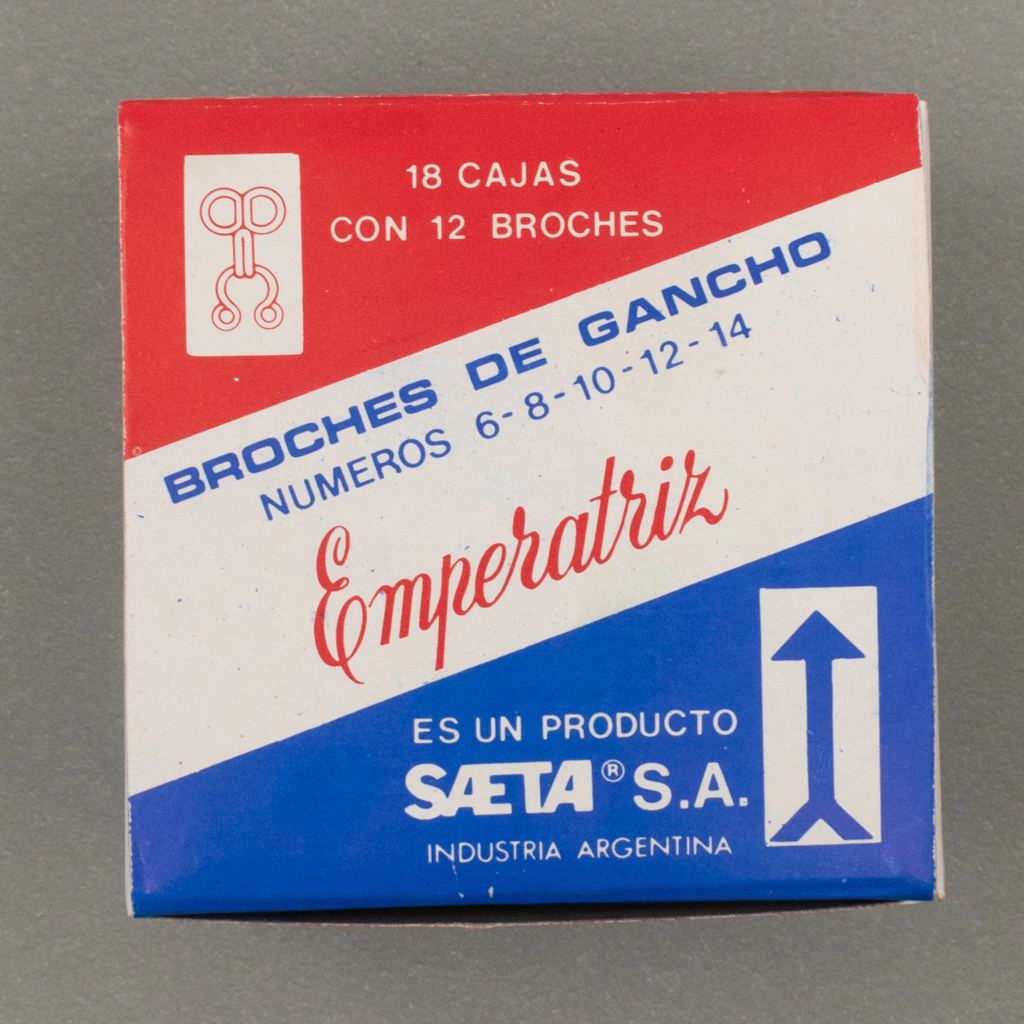 18 CAJAS
CON 12 BROCHES
BROCHES DE GANCHO
NUMEROS 6-8-10-12-14
Emperatriz
ES UN PRODUCTO
SÆTA® S.A.
INDUSTRIA ARGENTINA